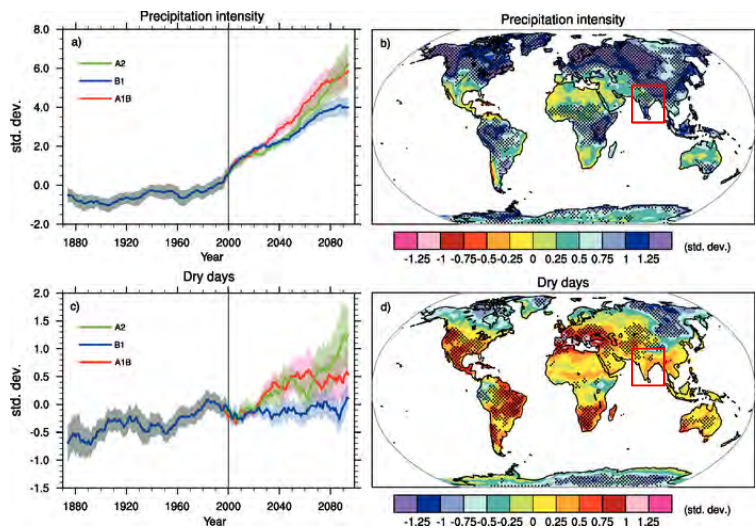 Precipitation intensity
a)
A2
B1
A1B
8.0
6.0
4.0
2.0
0.0
-2.0
std. dev.
1880 1920 1960 2000 2040 2080
Year
Precipitation intensity
b)
-1.25 -1 -0.75 -0.5 -0.25 0 0.25 0.5 0.75 1 1.25
(std. dev.)
Dry days
c)
A2
B1
A1B
2.0
1.5
1.0
0.5
0.0
-0.5
-1.0
-1.5
std. dev.
1880 1920 1960 2000 2040 2080
Year
Dry days
d)
-1.25 -1 -0.75 -0.5 -0.25 0 0.25 0.50 0.75 1 1.25
(std. dev.)